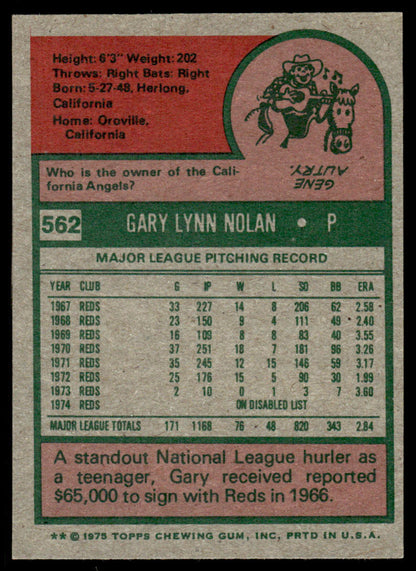 Height: 6'3" Weight: 202
Throws: Right Bats: Right
Born: 5-27-48, Herlong,
California
Home: Oroville,
California
Who is the owner of the Cali-
fornia Angels?
GENE
AUTRY.
562 GARY LYNN NOLAN • P
MAJOR LEAGUE PITCHING RECORD
YEAR CLUB G IP W L SO BB ERA
1967 REDS 33 227 14 8 206 62 2.58
1968 REDS 23 150 9 4 111 49 2.40
1969 REDS 16 109 8 8 83 40 3.55
1970 REDS 37 251 18 7 181 96 3.26
1971 REDS 35 245 12 15 146 59 3.17
1972 REDS 25 176 15 5 90 30 1.99
1973 REDS 2 10 0 1 3 7 3.60
1974 REDS ON DISABLED LIST
MAJOR LEAGUE TOTALS 171 1168 76 48 820 343 2.84
A standout National League hurler as
a teenager, Gary received reported
$65,000 to sign with Reds in 1966.
** © 1975 TOPPS CHEWING GUM, INC. PRTD IN U.S.A.